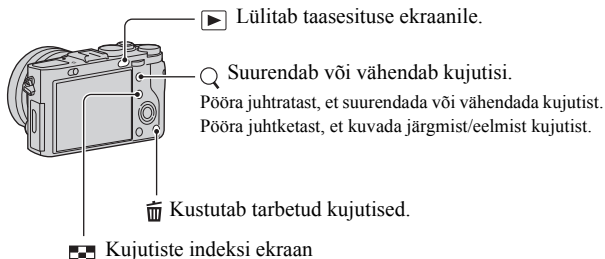 Lülitab taasesituse ekraanile.
Suurendab või vähendab kujutisi.
Pööra juhtratast, et suurendada või vähendada kujutist.
Pööra juhtketast, et kuvada järgmist/eelmist kujutist.
Kustutab tarbetud kujutised.
Kujutiste indeksi ekraan